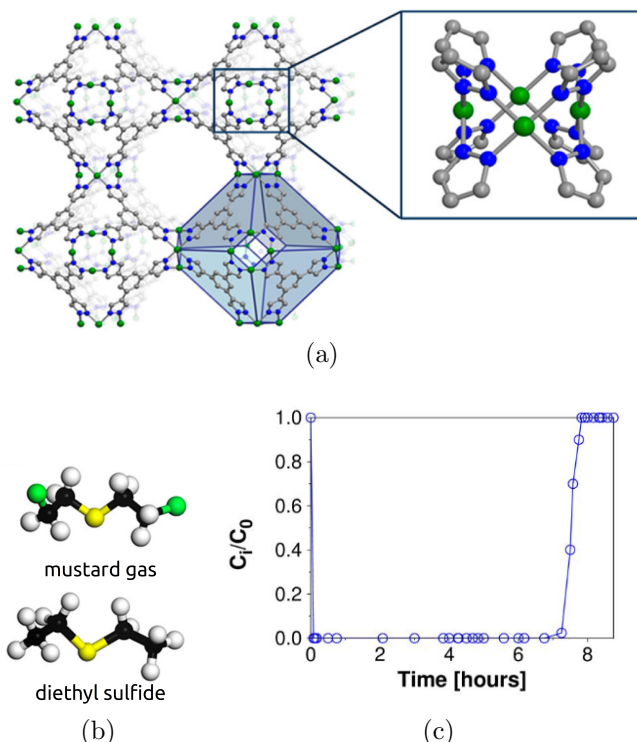 (a)
mustard gas
diethyl sulfide
(b)
C_i/C_0
1.0
0.8
0.6
0.4
0.2
0.0
0 2 4 6 8
Time [hours]
(c)